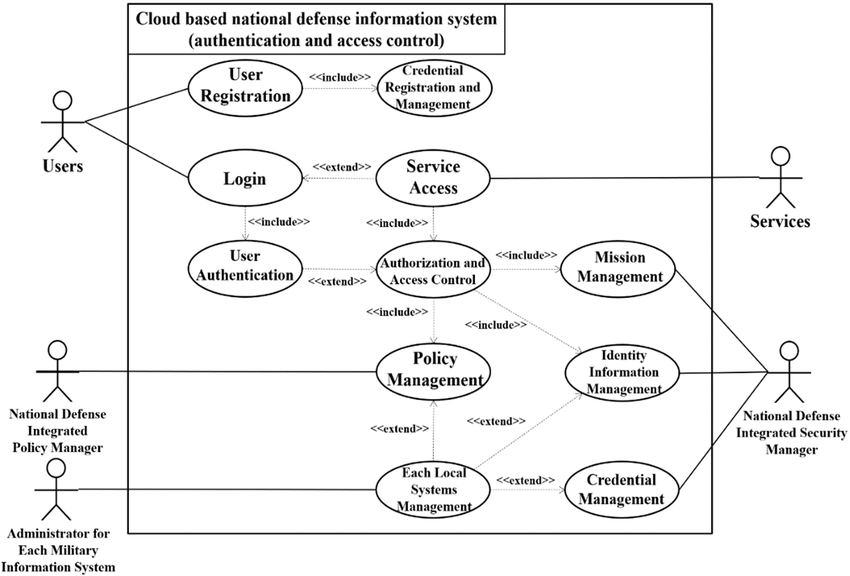 Cloud based national defense information system
(authentication and access control)
User
Registration
<<include>>
Credential
Registration and
Management
Users
Login
<<extend>>
Service
Access
Services
<<include>>
<<include>>
User
Authentication
<<extend>>
Authorization and
Access Control
<<include>>
Mission
Management
<<include>>
<<include>>
Policy
Management
Identity
Information
Management
National Defense
Integrated
Policy Manager
National Defense
Integrated Security
Manager
<<extend>>
<<extend>>
Each Local
Systems
Management
<<extend>>
Credential
Management
Administrator for
Each Military
Information System